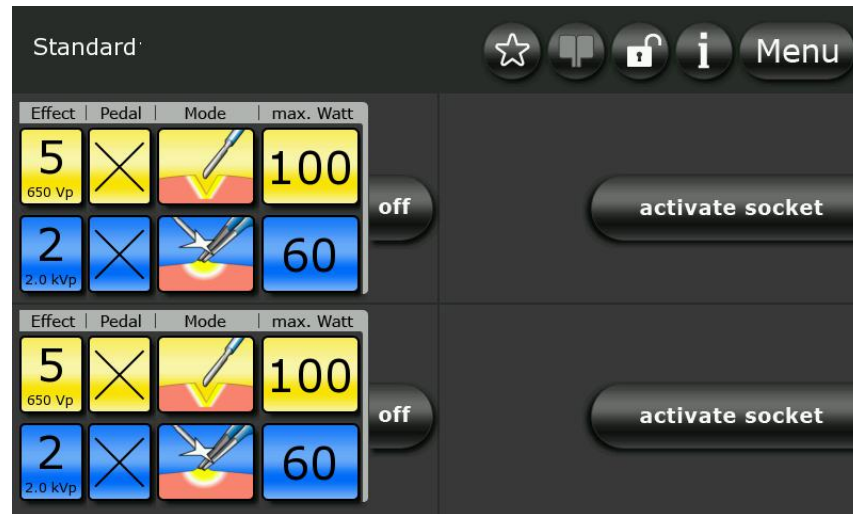 Standard
i
Menu
Effect | Pedal | Mode | max. Watt
5
650 Vp
100
off
activate socket
2
2.0 kVp
60
Effect | Pedal | Mode | max. Watt
5
650 Vp
100
off
activate socket
2
2.0 kVp
60